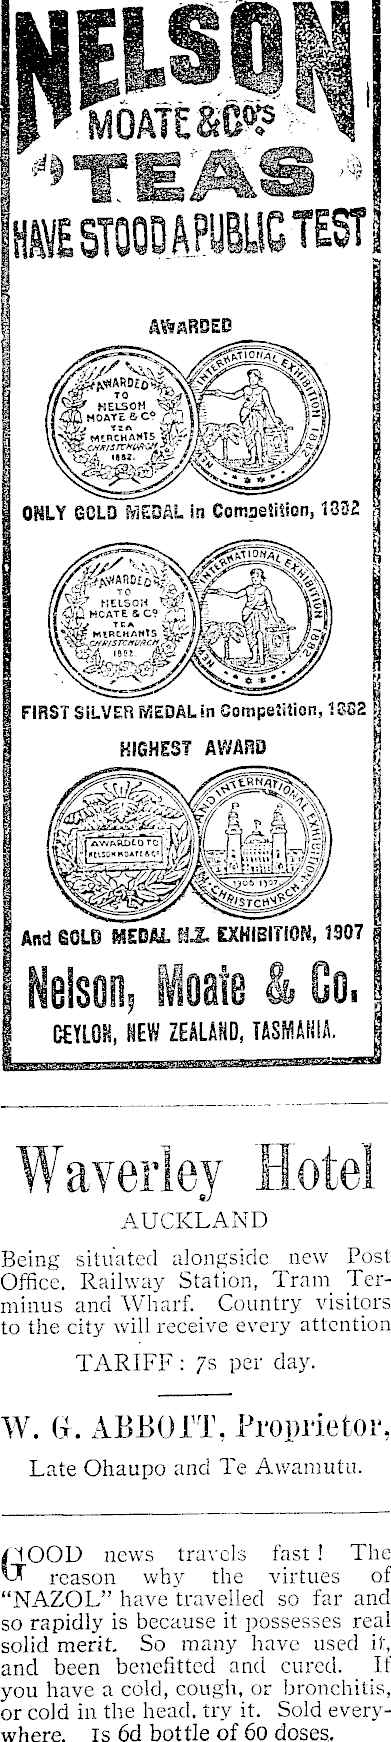 NELSON
MOATE & CO'S
TEAS
HAVE STOOD A PUBLIC TEST
AWARDED
AWARDED
TO
NELSON
MOATE & CO
TEA
MERCHANTS
CHRISTCHURCH
1882.
INTERNATIONAL EXHIBITION 1882
ONLY GOLD MEDAL in Competition, 1882
AWARDED
TO
NELSON
MOATE & CO
TEA
MERCHANTS
CHRISTCHURCH
1882.
INTERNATIONAL EXHIBITION 1882
FIRST SILVER MEDAL in Competition, 1882
HIGHEST AWARD
AWARDED TO
NELSON MOATE & CO
INTERNATIONAL EXHIBITION
1906 1907
CHRISTCHURCH
And GOLD MEDAL N.Z. EXHIBITION, 1907
Nelson, Moate & Co.
CEYLON, NEW ZEALAND, TASMANIA.
Waverley Hotel
AUCKLAND
Being situated alongside new Post
Office, Railway Station, Tram Ter-
minus and Wharf. Country visitors
to the city will receive every attention
TARIFF: 7s per day.
W. G. ABBOTT, Proprietor,
Late Ohaupo and Te Awamutu.
GOOD news travels fast! The
reason why the virtues of
"NAZOL" have travelled so far and
so rapidly is because it possesses real
solid merit. So many have used it,
and been benefitted and cured. If
you have a cold, cough, or bronchitis,
or cold in the head, try it. Sold every-
where. 1s 6d bottle of 60 doses.